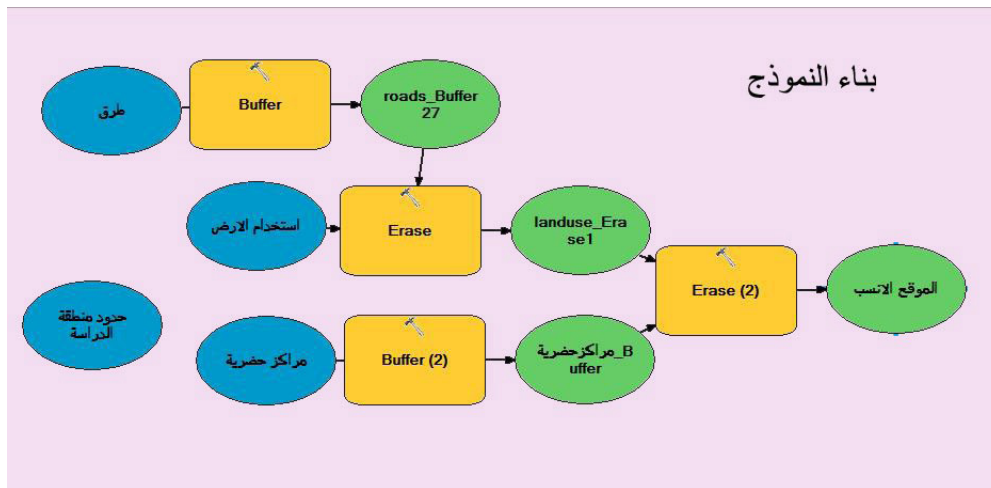 بناء النموذج
طرق
Buffer
roads_Buffer
27
استخدام الارض
Erase
landuse_Era
se1
Erase (2)
الموقع الانسب
حدود منطقة
الدراسة
مراكز حضرية
Buffer (2)
مراكزحضرية_B
uffer